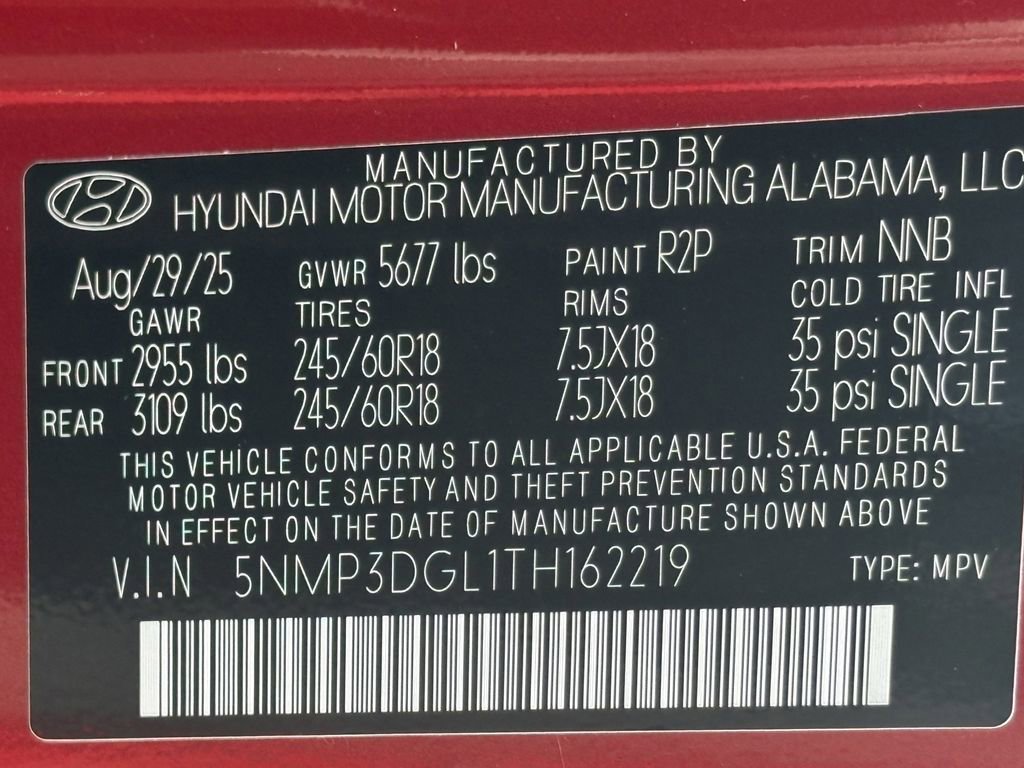 MANUFACTURED BY
HYUNDAI MOTOR MANUFACTURING ALABAMA, LLC
Aug/29/25 GVWR 5677 lbs PAINT R2P TRIM NNB
GAWR TIRES RIMS COLD TIRE INFL
FRONT 2955 lbs 245/60R18 7.5JX18 35 psi SINGLE
REAR 3109 lbs 245/60R18 7.5JX18 35 psi SINGLE
THIS VEHICLE CONFORMS TO ALL APPLICABLE U.S.A. FEDERAL
MOTOR VEHICLE SAFETY AND THEFT PREVENTION STANDARDS
IN EFFECT ON THE DATE OF MANUFACTURE SHOWN ABOVE
V.I.N 5NMP3DGL1TH162219 TYPE: MPV